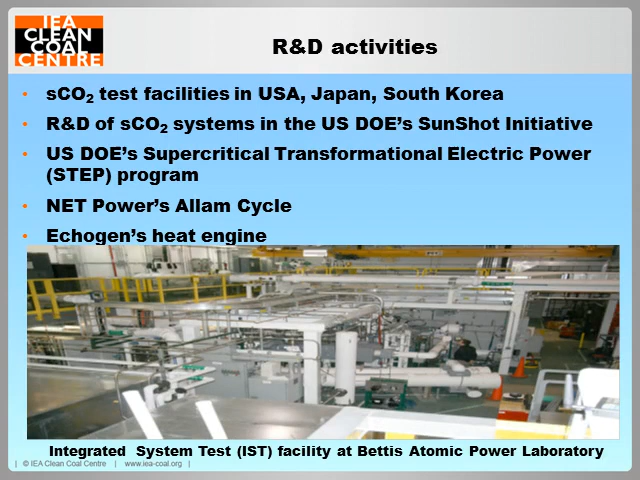 IEA
CLEAN
COAL
CENTRE
R&D activities
• sCO₂ test facilities in USA, Japan, South Korea
• R&D of sCO₂ systems in the US DOE’s SunShot Initiative
• US DOE’s Supercritical Transformational Electric Power
(STEP) program
• NET Power’s Allam Cycle
• Echogen’s heat engine
Integrated System Test (IST) facility at Bettis Atomic Power Laboratory
| © IEA Clean Coal Centre | www.iea-coal.org |